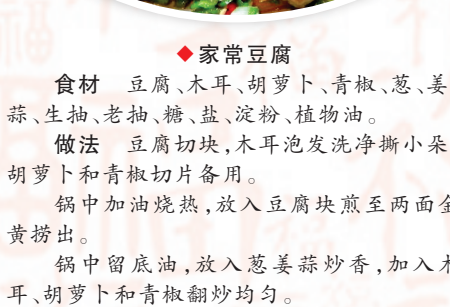 ◆家常豆腐
食材 豆腐、木耳、胡萝卜、青椒、葱、姜
蒜、生抽、老抽、糖、盐、淀粉、植物油。
做法 豆腐切块,木耳泡发洗净撕小朵
胡萝卜和青椒切片备用。
锅中加油烧热,放入豆腐块煎至两面金
黄捞出。
锅中留底油,放入葱姜蒜炒香,加入木
耳、胡萝卜和青椒翻炒均匀。